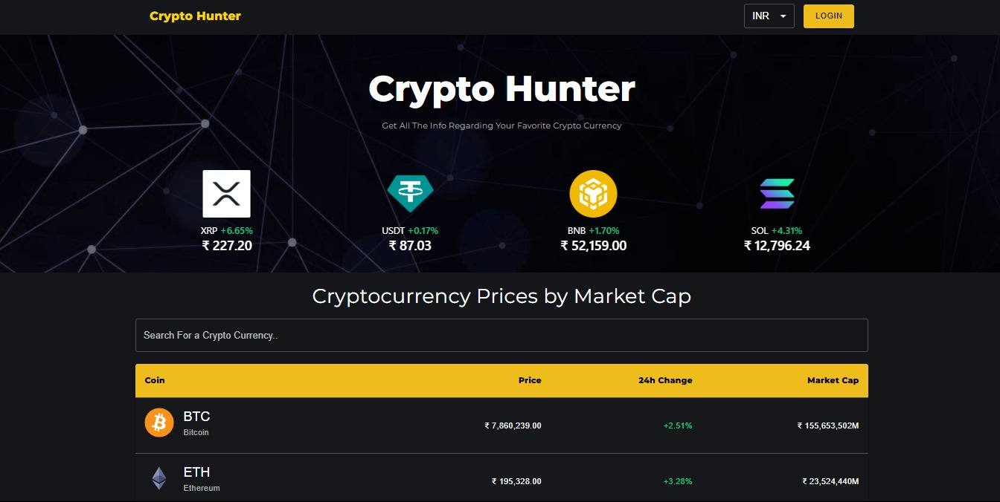 Crypto Hunter
INR
LOGIN
Crypto Hunter
Get All The Info Regarding Your Favorite Crypto Currency
XRP +6.65%
₹ 227.20
USDT +0.17%
₹ 87.03
BNB +1.70%
₹ 52,159.00
SOL +4.31%
₹ 12,796.24
Cryptocurrency Prices by Market Cap
Search For a Crypto Currency..
Coin Price 24h Change Market Cap
BTC
Bitcoin
₹ 7,860,239.00 +2.51% ₹ 155,653,502M
ETH
Ethereum
₹ 195,328.00 +3.28% ₹ 23,524,440M